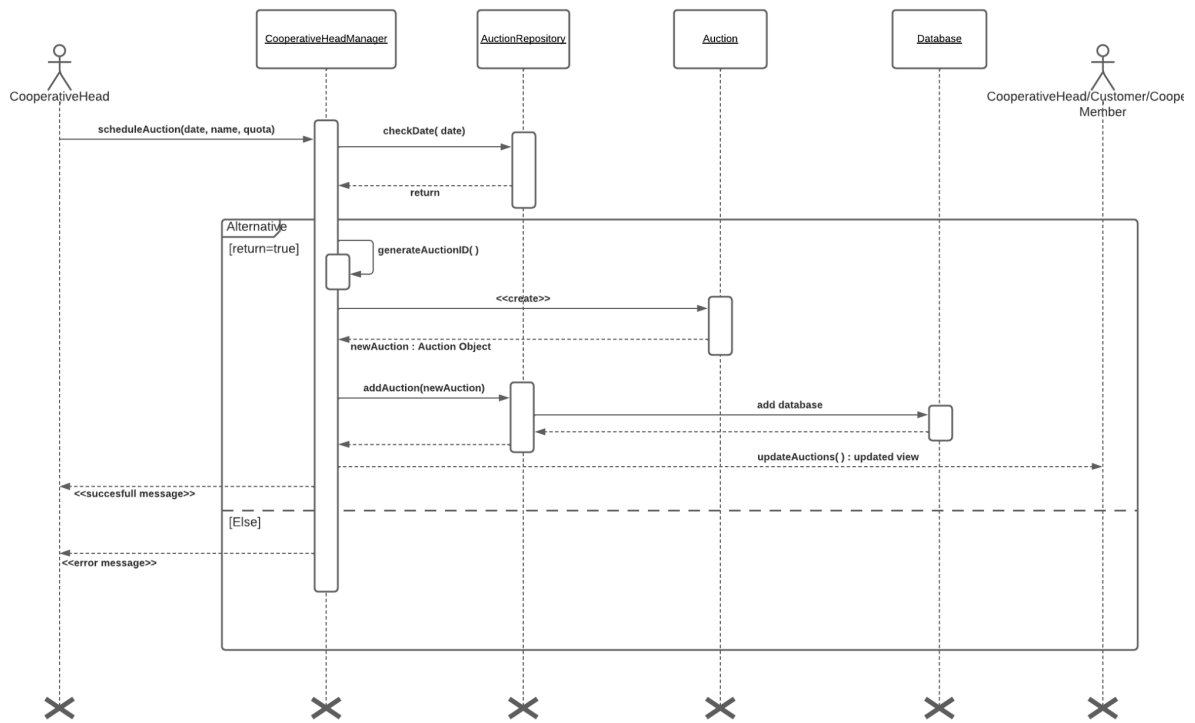 CooperativeHeadManager
AuctionRepository
Auction
Database
CooperativeHead
CooperativeHead/Customer/Coope
Member
scheduleAuction(date, name, quota)
checkDate( date)
return
Alternative
[return=true]
generateAuctionID( )
<<create>>
newAuction : Auction Object
addAuction(newAuction)
add database
updateAuctions( ) : updated view
<<succesfull message>>
[Else]
<<error message>>